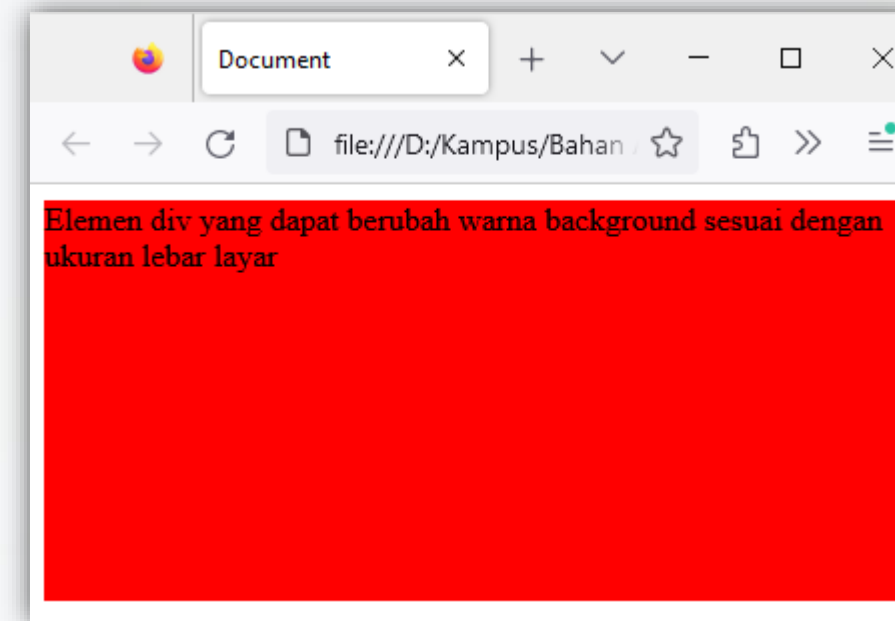 Document
file:///D:/Kampus/Bahan
Elemen div yang dapat berubah warna background sesuai dengan
ukuran lebar layar